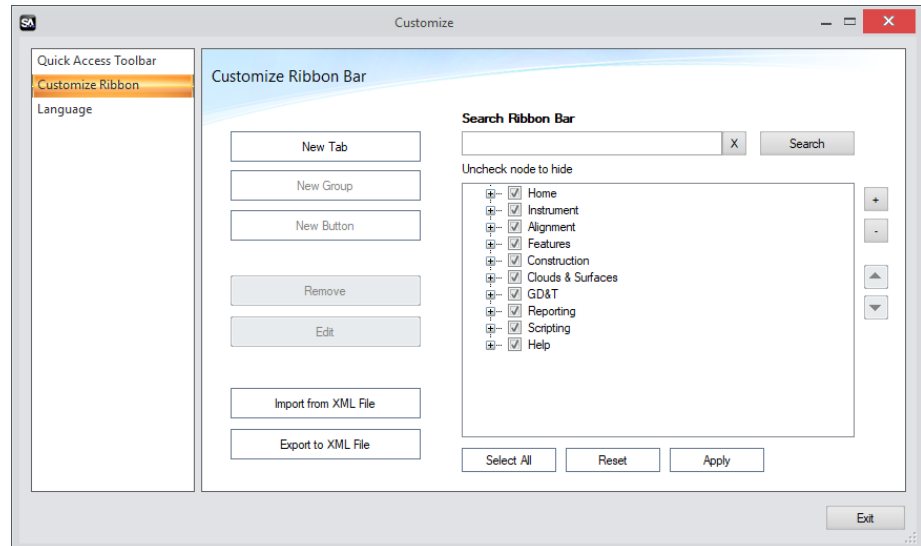 SA
Customize
Quick Access Toolbar
Customize Ribbon
Language
Customize Ribbon Bar
New Tab
New Group
New Button
Remove
Edit
Import from XML File
Export to XML File
Search Ribbon Bar
X
Search
Uncheck node to hide
Home
Instrument
Alignment
Features
Construction
Clouds & Surfaces
GD&T
Reporting
Scripting
Help
+
-
Select All
Reset
Apply
Exit